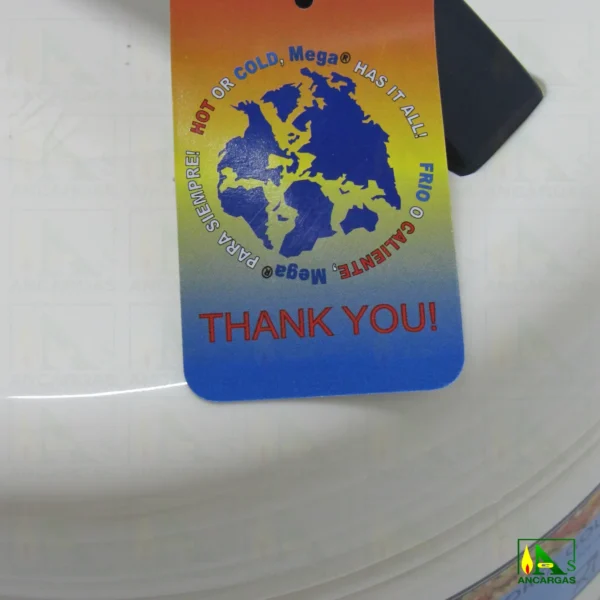 HOT OR COLD, Mega® HAS IT ALL!
FRIO O CALIENTE, Mega® PARA SIEMPRE!
THANK YOU!
ANCARGAS